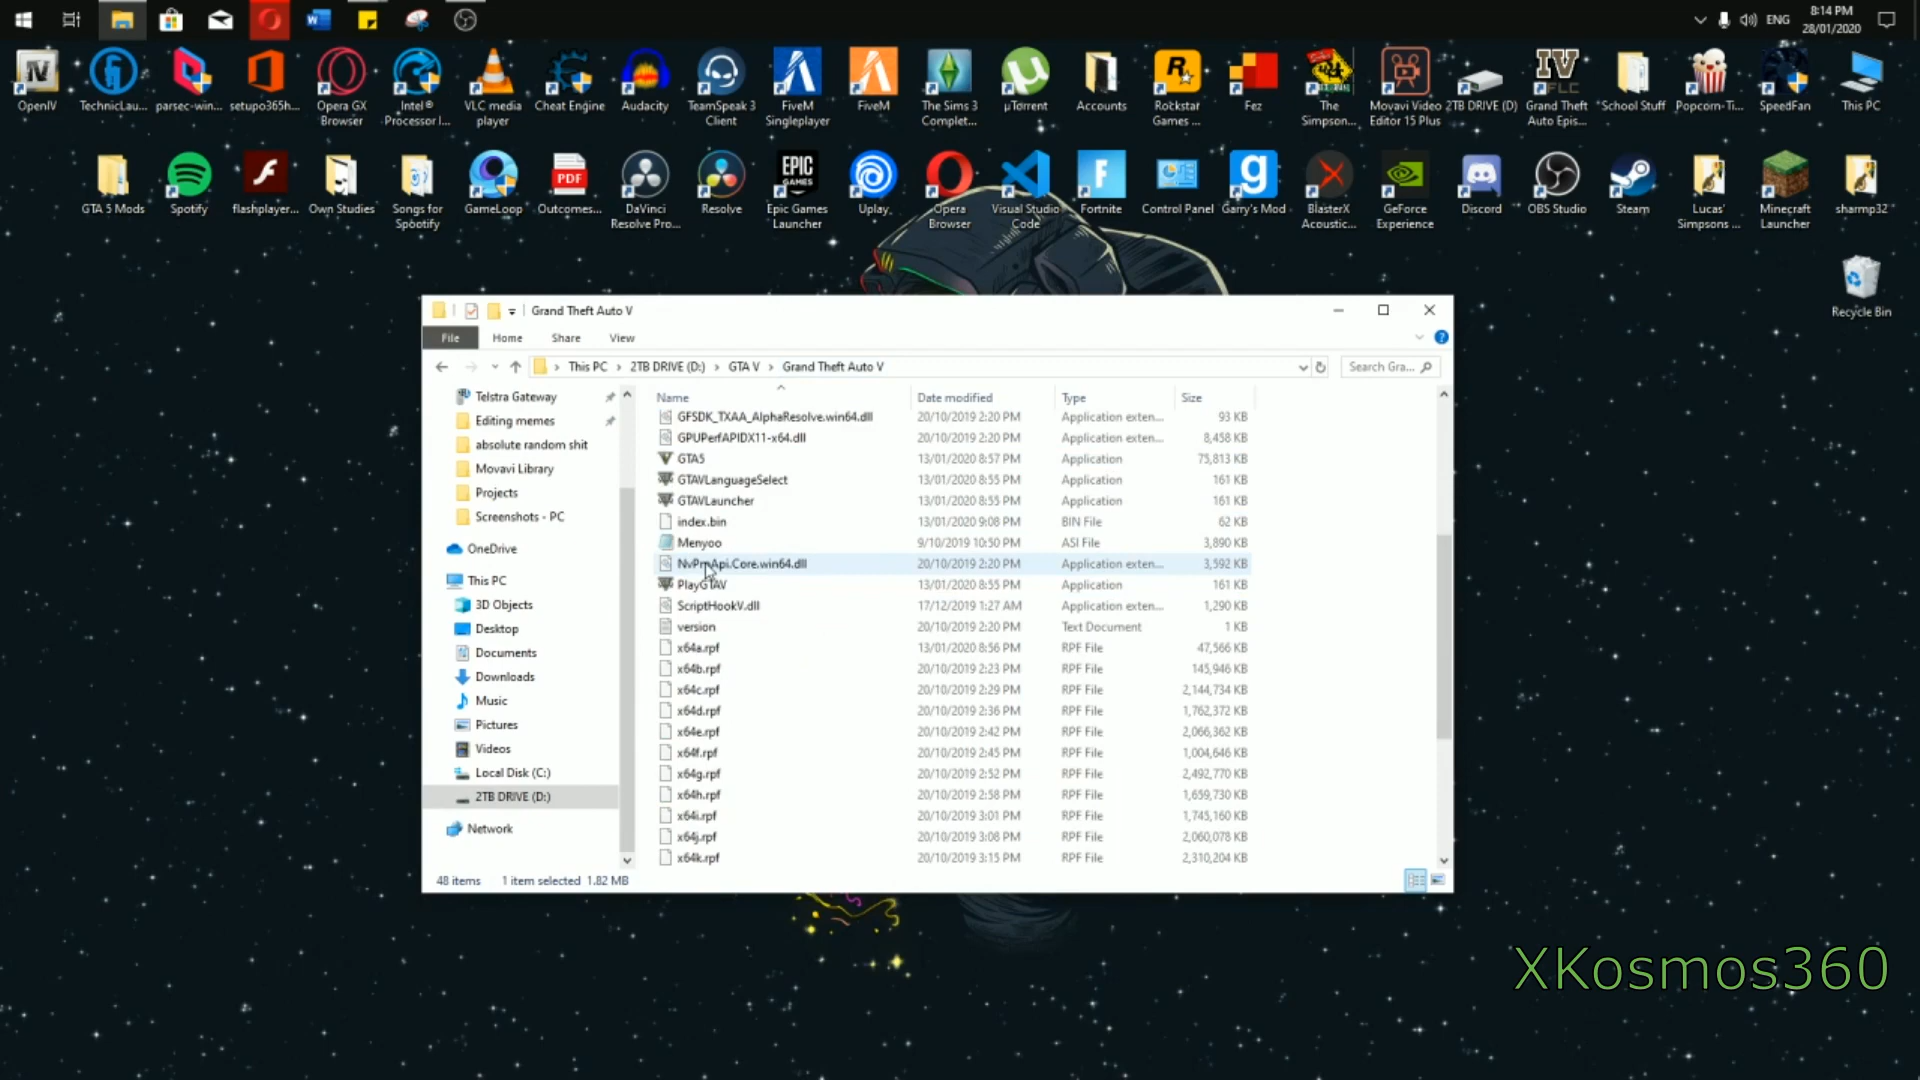 ENG
8:14 PM
28/01/2020
OpenIV
TechnicLau...
parsec-win...
setupo365h...
Opera GX
Browser
Intel®
Processor I...
VLC media
player
Cheat Engine
Audacity
TeamSpeak 3
Client
FiveM
Singleplayer
FiveM
The Sims 3
Complet...
µTorrent
Accounts
Rockstar
Games ...
Fez
The
Simpson...
Movavi Video
Editor 15 Plus
2TB DRIVE (D)
Grand Theft
Auto Epis...
School Stuff
Popcorn-Ti...
SpeedFan
This PC
GTA 5 Mods
Spotify
flashplayer...
Own Studies
Songs for
Spootify
GameLoop
PDF
Outcomes...
DaVinci
Resolve Pro...
Resolve
EPIC
GAMES
Epic Games
Launcher
Uplay
Opera
Browser
Visual Studio
Code
Fortnite
Control Panel
Garry's Mod
BlasterX
Acoustic...
GeForce
Experience
Discord
OBS Studio
Steam
Lucas'
Simpsons ...
Minecraft
Launcher
sharmp32
Recycle Bin
Grand Theft Auto V
File
Home
Share
View
This PC
2TB DRIVE (D:)
GTA V
Grand Theft Auto V
Search Gra...
Telstra Gateway
Editing memes
absolute random shit
Movavi Library
Projects
Screenshots - PC
OneDrive
This PC
3D Objects
Desktop
Documents
Downloads
Music
Pictures
Videos
Local Disk (C:)
2TB DRIVE (D:)
Network
Name Date modified Type Size
GFSDK_TXAA_AlphaResolve.win64.dll 20/10/2019 2:20 PM Application exten... 93 KB
GPUPerfAPIDX11-x64.dll 20/10/2019 2:20 PM Application exten... 8,458 KB
GTA5 13/01/2020 8:57 PM Application 75,813 KB
GTAVLanguageSelect 13/01/2020 8:55 PM Application 161 KB
GTAVLauncher 13/01/2020 8:55 PM Application 161 KB
index.bin 13/01/2020 9:08 PM BIN File 62 KB
Menyoo 9/10/2019 10:50 PM ASI File 3,890 KB
NvPmApi.Core.win64.dll 20/10/2019 2:20 PM Application exten... 3,592 KB
PlayGTAV 13/01/2020 8:55 PM Application 161 KB
ScriptHookV.dll 17/12/2019 1:27 AM Application exten... 1,290 KB
version 20/10/2019 2:20 PM Text Document 1 KB
x64a.rpf 13/01/2020 8:56 PM RPF File 47,566 KB
x64b.rpf 20/10/2019 2:23 PM RPF File 145,946 KB
x64c.rpf 20/10/2019 2:29 PM RPF File 2,144,734 KB
x64d.rpf 20/10/2019 2:36 PM RPF File 1,762,372 KB
x64e.rpf 20/10/2019 2:42 PM RPF File 2,066,362 KB
x64f.rpf 20/10/2019 2:45 PM RPF File 1,004,646 KB
x64g.rpf 20/10/2019 2:52 PM RPF File 2,492,770 KB
x64h.rpf 20/10/2019 2:58 PM RPF File 1,659,730 KB
x64i.rpf 20/10/2019 3:01 PM RPF File 1,745,160 KB
x64j.rpf 20/10/2019 3:08 PM RPF File 2,060,078 KB
x64k.rpf 20/10/2019 3:15 PM RPF File 2,310,204 KB
48 items 1 item selected 1.82 MB
XKosmos360